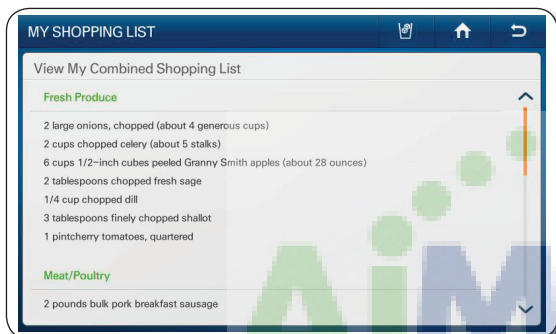 MY SHOPPING LIST
View My Combined Shopping List
Fresh Produce
2 large onions, chopped (about 4 generous cups)
2 cups chopped celery (about 5 stalks)
6 cups 1/2-inch cubes peeled Granny Smith apples (about 28 ounces)
2 tablespoons chopped fresh sage
1/4 cup chopped dill
3 tablespoons finely chopped shallot
1 pintcherry tomatoes, quartered
Meat/Poultry
2 pounds bulk pork breakfast sausage
AiM